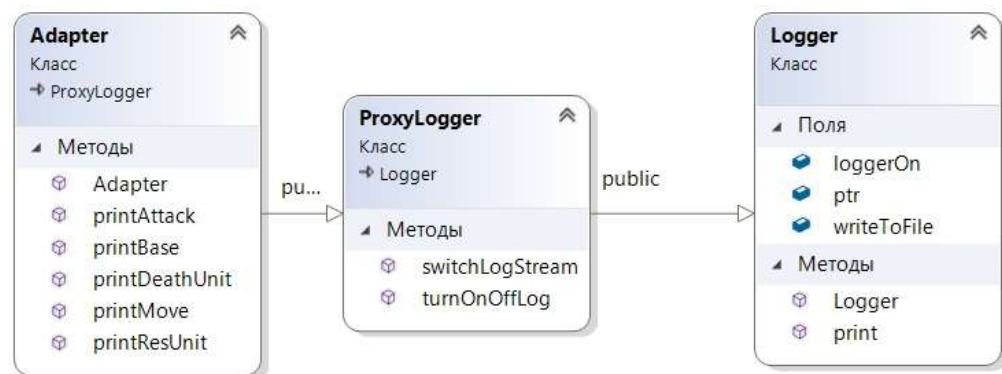 Adapter
Класс
ProxyLogger
Методы
Adapter
printAttack
printBase
printDeathUnit
printMove
printResUnit
pu...
ProxyLogger
Класс
Logger
Методы
switchLogStream
turnOnOffLog
public
Logger
Класс
Поля
loggerOn
ptr
writeToFile
Методы
Logger
print